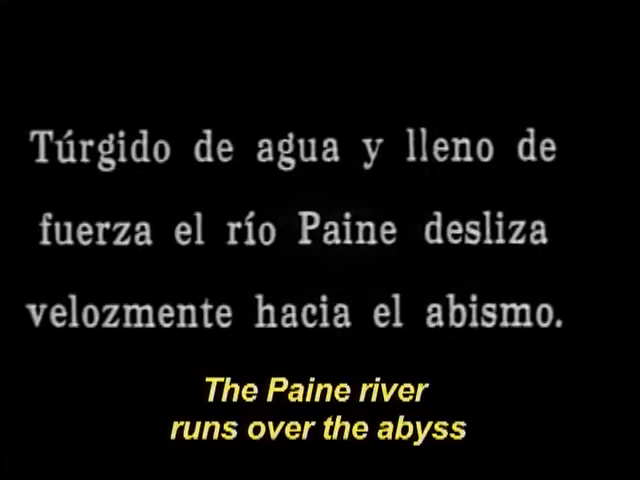 Túrgido de agua y lleno de
fuerza el río Paine desliza
velozmente hacia el abismo.
The Paine river
runs over the abyss